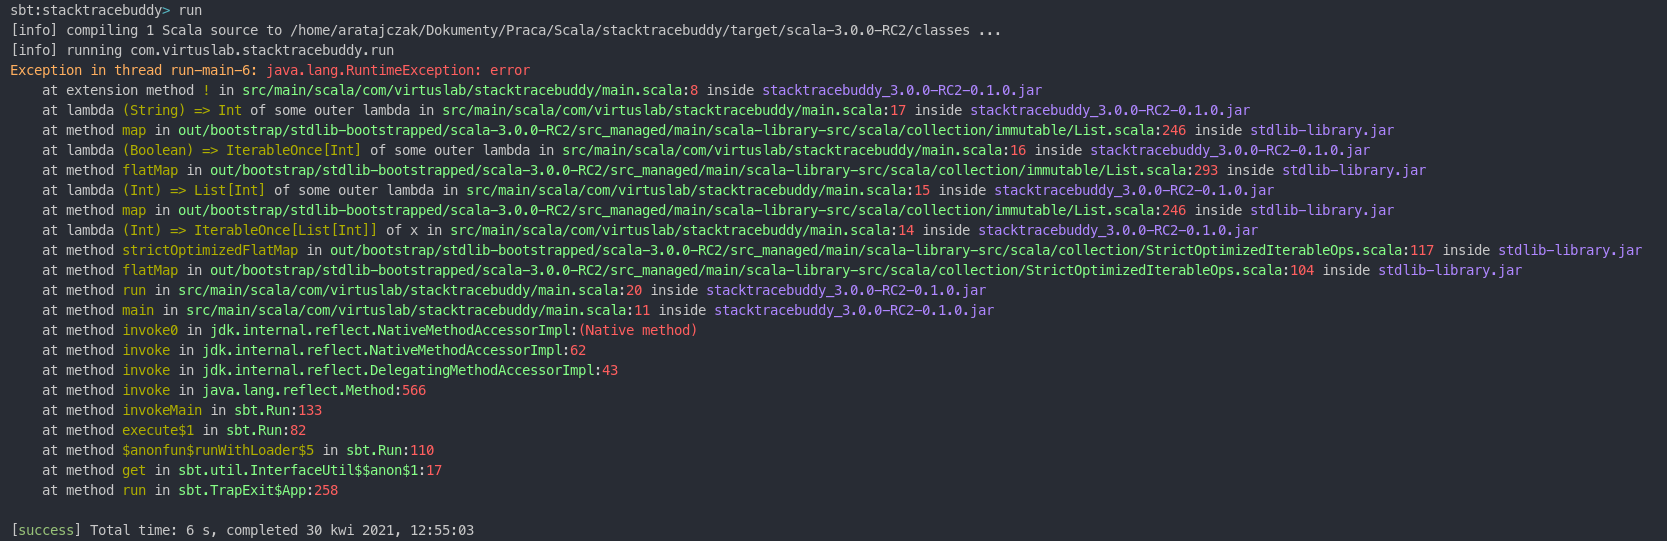 sbt:stacktracebuddy> run
[info] compiling 1 Scala source to /home/aratajczak/Dokumenty/Praca/Scala/stacktracebuddy/target/scala-3.0.0-RC2/classes ...
[info] running com.virtuslab.stacktracebuddy.run
Exception in thread run-main-6: java.lang.RuntimeException: error
    at extension method ! in src/main/scala/com/virtuslab/stacktracebuddy/main.scala:8 inside stacktracebuddy_3.0.0-RC2-0.1.0.jar
    at lambda (String) => Int of some outer lambda in src/main/scala/com/virtuslab/stacktracebuddy/main.scala:17 inside stacktracebuddy_3.0.0-RC2-0.1.0.jar
    at method map in out/bootstrap/stdlib-bootstrapped/scala-3.0.0-RC2/src_managed/main/scala-library-src/scala/collection/immutable/List.scala:246 inside stdlib-library.jar
    at lambda (Boolean) => IterableOnce[Int] of some outer lambda in src/main/scala/com/virtuslab/stacktracebuddy/main.scala:16 inside stacktracebuddy_3.0.0-RC2-0.1.0.jar
    at method flatMap in out/bootstrap/stdlib-bootstrapped/scala-3.0.0-RC2/src_managed/main/scala-library-src/scala/collection/immutable/List.scala:293 inside stdlib-library.jar
    at lambda (Int) => List[Int] of some outer lambda in src/main/scala/com/virtuslab/stacktracebuddy/main.scala:15 inside stacktracebuddy_3.0.0-RC2-0.1.0.jar
    at method map in out/bootstrap/stdlib-bootstrapped/scala-3.0.0-RC2/src_managed/main/scala-library-src/scala/collection/immutable/List.scala:246 inside stdlib-library.jar
    at lambda (Int) => IterableOnce[List[Int]] of x in src/main/scala/com/virtuslab/stacktracebuddy/main.scala:14 inside stacktracebuddy_3.0.0-RC2-0.1.0.jar
    at method strictOptimizedFlatMap in out/bootstrap/stdlib-bootstrapped/scala-3.0.0-RC2/src_managed/main/scala-library-src/scala/collection/StrictOptimizedIterableOps.scala:117 inside stdlib-library.jar
    at method flatMap in out/bootstrap/stdlib-bootstrapped/scala-3.0.0-RC2/src_managed/main/scala-library-src/scala/collection/StrictOptimizedIterableOps.scala:104 inside stdlib-library.jar
    at method run in src/main/scala/com/virtuslab/stacktracebuddy/main.scala:20 inside stacktracebuddy_3.0.0-RC2-0.1.0.jar
    at method main in src/main/scala/com/virtuslab/stacktracebuddy/main.scala:11 inside stacktracebuddy_3.0.0-RC2-0.1.0.jar
    at method invoke0 in jdk.internal.reflect.NativeMethodAccessorImpl:(Native method)
    at method invoke in jdk.internal.reflect.NativeMethodAccessorImpl:62
    at method invoke in jdk.internal.reflect.DelegatingMethodAccessorImpl:43
    at method invoke in java.lang.reflect.Method:566
    at method invokeMain in sbt.Run:133
    at method execute$1 in sbt.Run:82
    at method $anonfun$runWithLoader$5 in sbt.Run:110
    at method get in sbt.util.InterfaceUtil$$anon$1:17
    at method run in sbt.TrapExit$App:258
[success] Total time: 6 s, completed 30 kwi 2021, 12:55:03